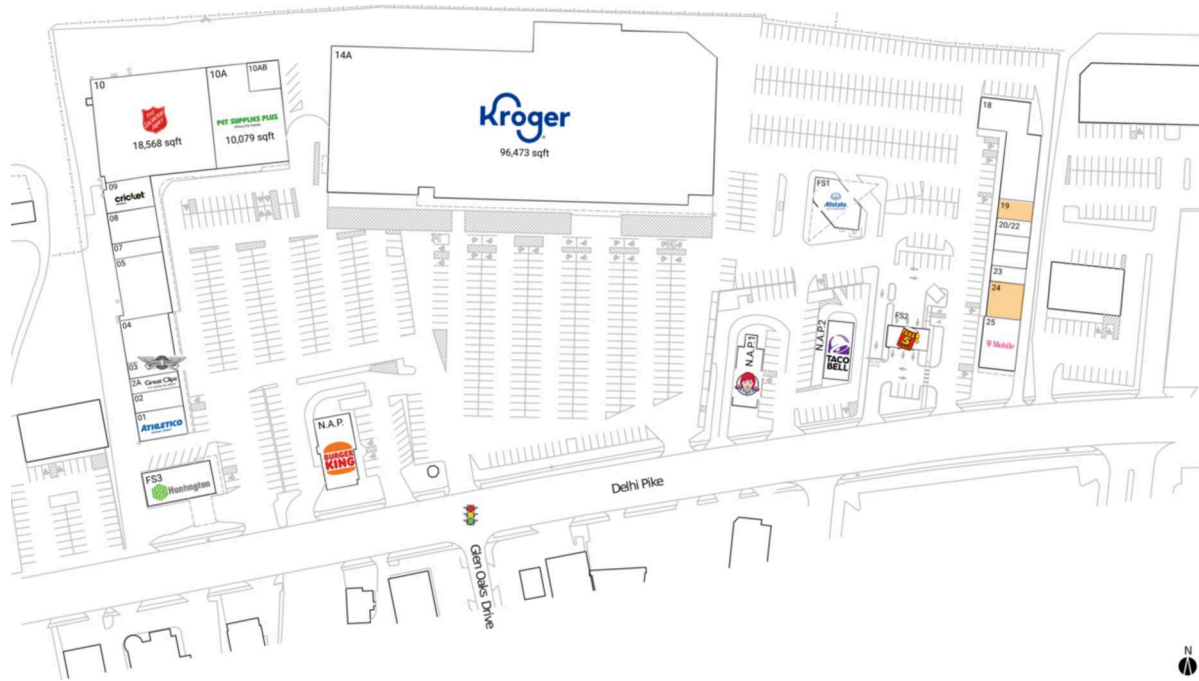 14A
Kroger
96,473 sqft
10
18,568 sqft
10A
10AB
PET SUPPLIES PLUS
10,079 sqft
09
cricket
08
07
05
04
03
2A
Great Clips
02
01
ATHLETICO
FS3
Huntington
N.A.P.
BURGER
KING
FS1
Allstate
18
19
20/22
23
24
25
T Mobile
FS2
N.A.P.1
N.A.P.2
TACO
BELL
Delhi Pike
Glen Oaks Drive
N